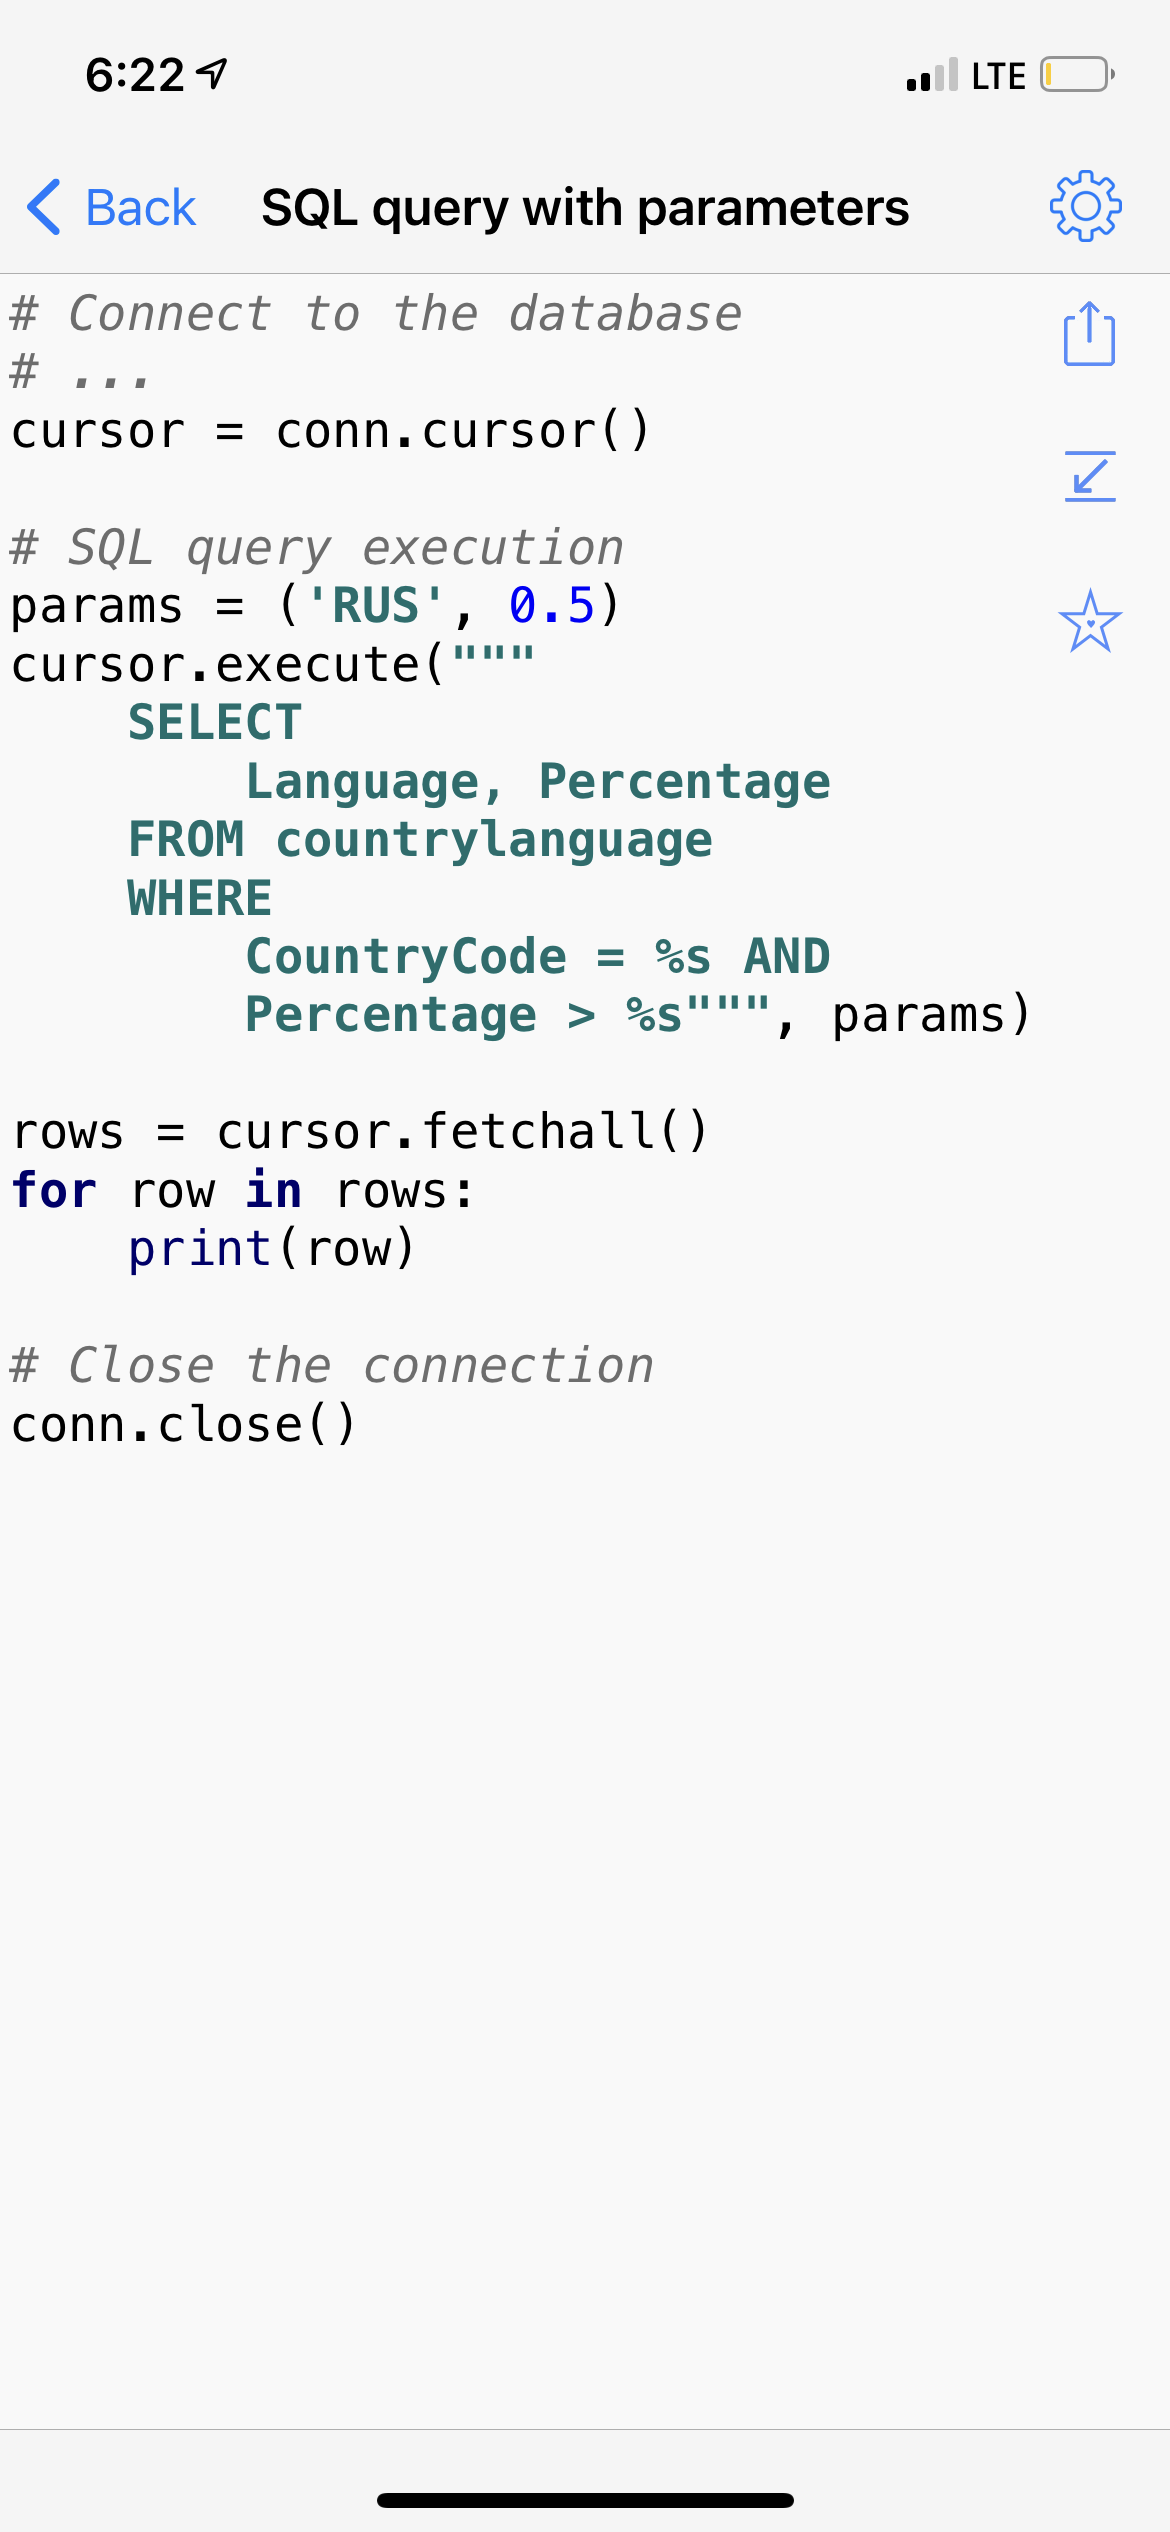 6:22 LTE
Back SQL query with parameters
# Connect to the database
# ...
cursor = conn.cursor()

# SQL query execution
params = ('RUS', 0.5)
cursor.execute("""
    SELECT
        Language, Percentage
    FROM countrylanguage
    WHERE
        CountryCode = %s AND
        Percentage > %s""", params)

rows = cursor.fetchall()
for row in rows:
    print(row)

# Close the connection
conn.close()